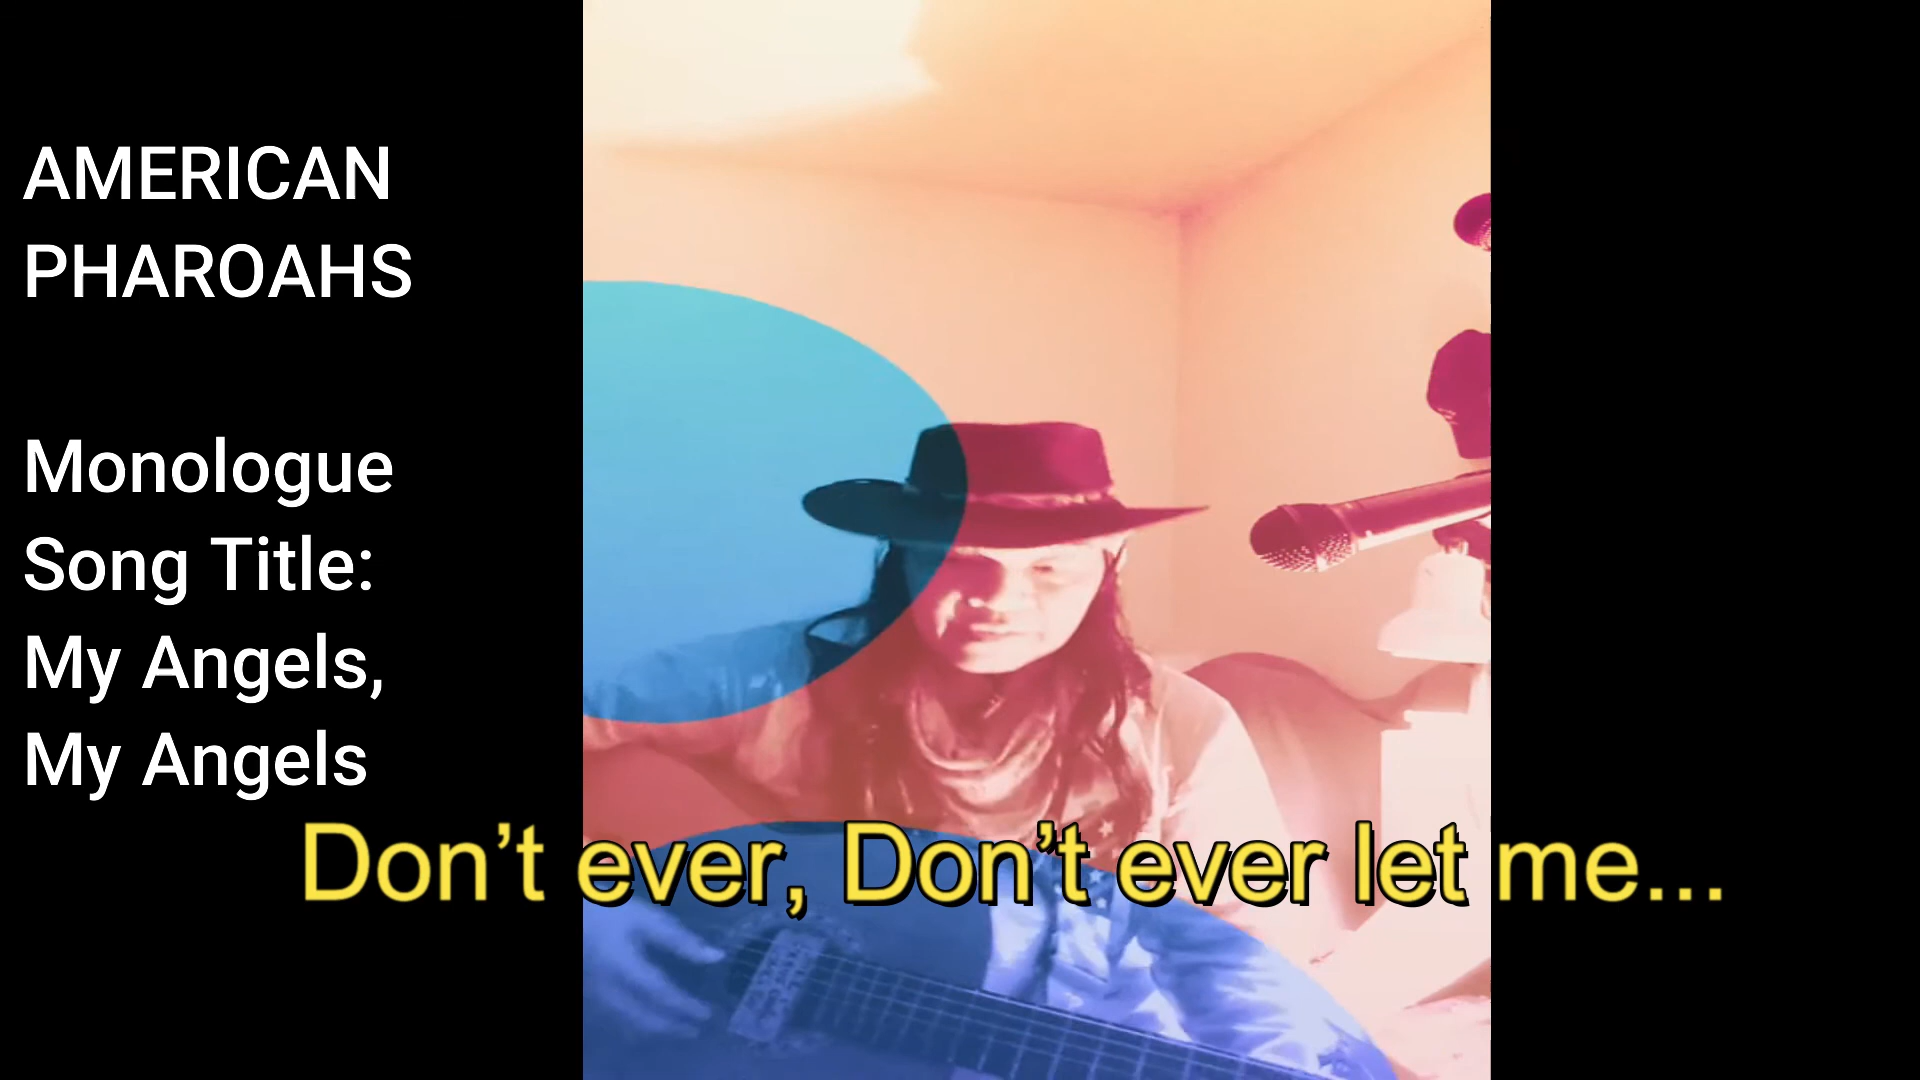 AMERICAN
PHAROAHS
Monologue
Song Title:
My Angels,
My Angels
Don’t ever, Don’t ever let me...